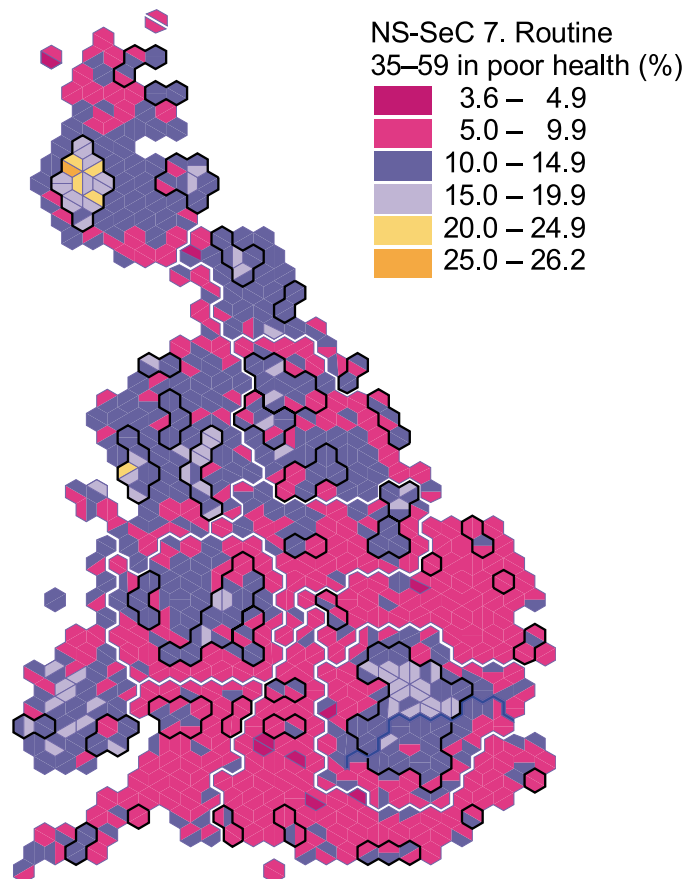 NS-SeC 7. Routine
35–59 in poor health (%)
3.6 – 4.9
5.0 – 9.9
10.0 – 14.9
15.0 – 19.9
20.0 – 24.9
25.0 – 26.2